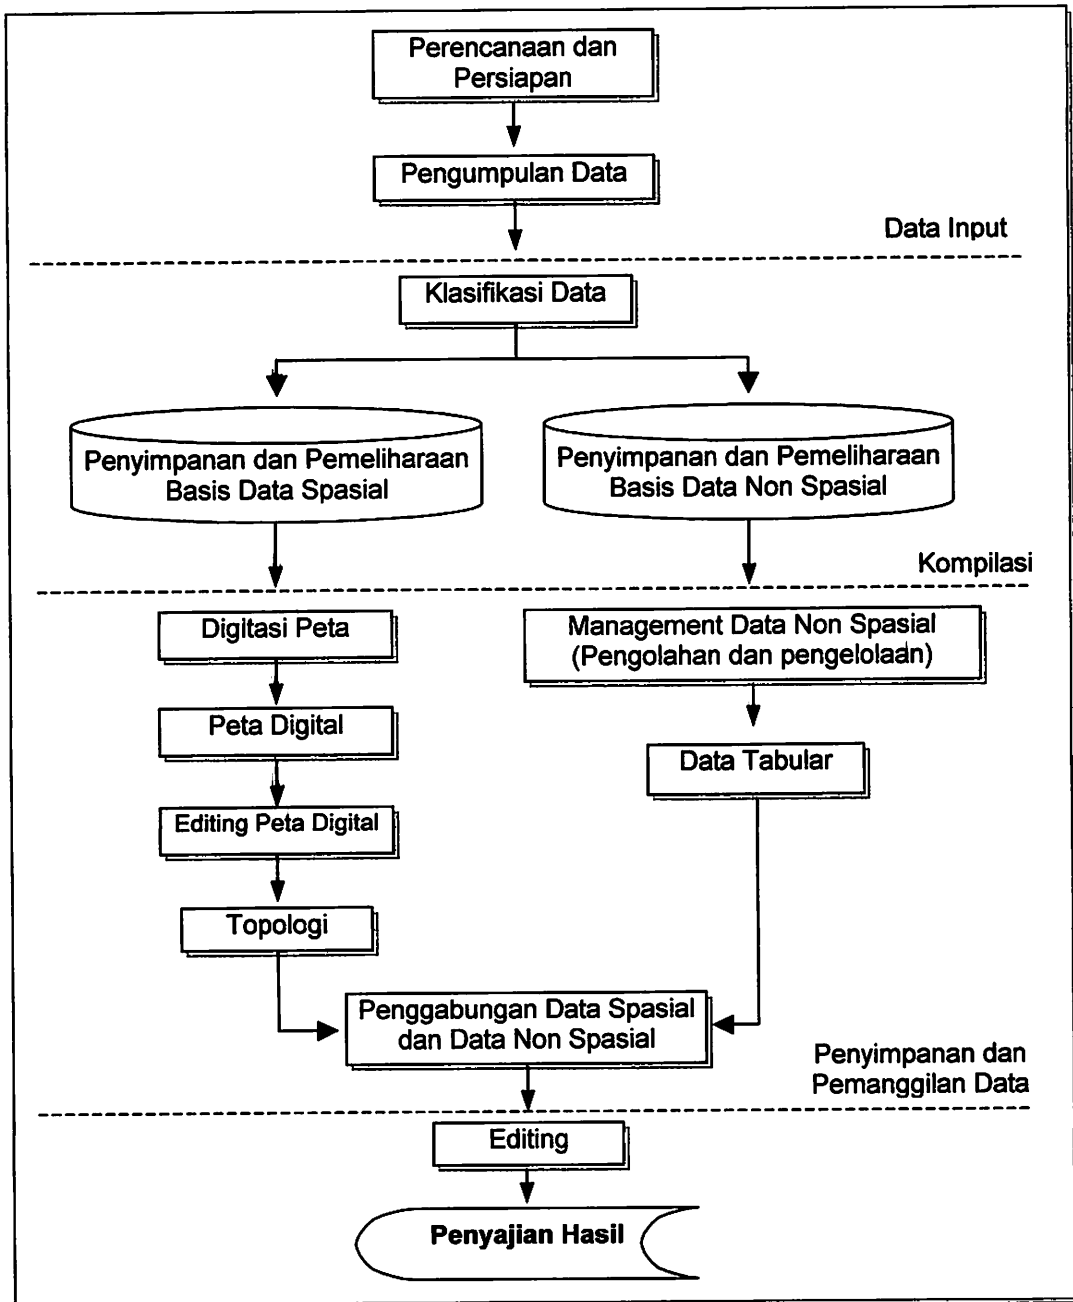 Perencanaan dan
Persiapan
Pengumpulan Data
Data Input
Klasifikasi Data
Penyimpanan dan Pemeliharaan
Basis Data Spasial
Penyimpanan dan Pemeliharaan
Basis Data Non Spasial
Kompilasi
Digitasi Peta
Management Data Non Spasial
(Pengolahan dan pengelolaan)
Peta Digital
Data Tabular
Editing Peta Digital
Topologi
Penggabungan Data Spasial
dan Data Non Spasial
Penyimpanan dan
Pemanggilan Data
Editing
Penyajian Hasil